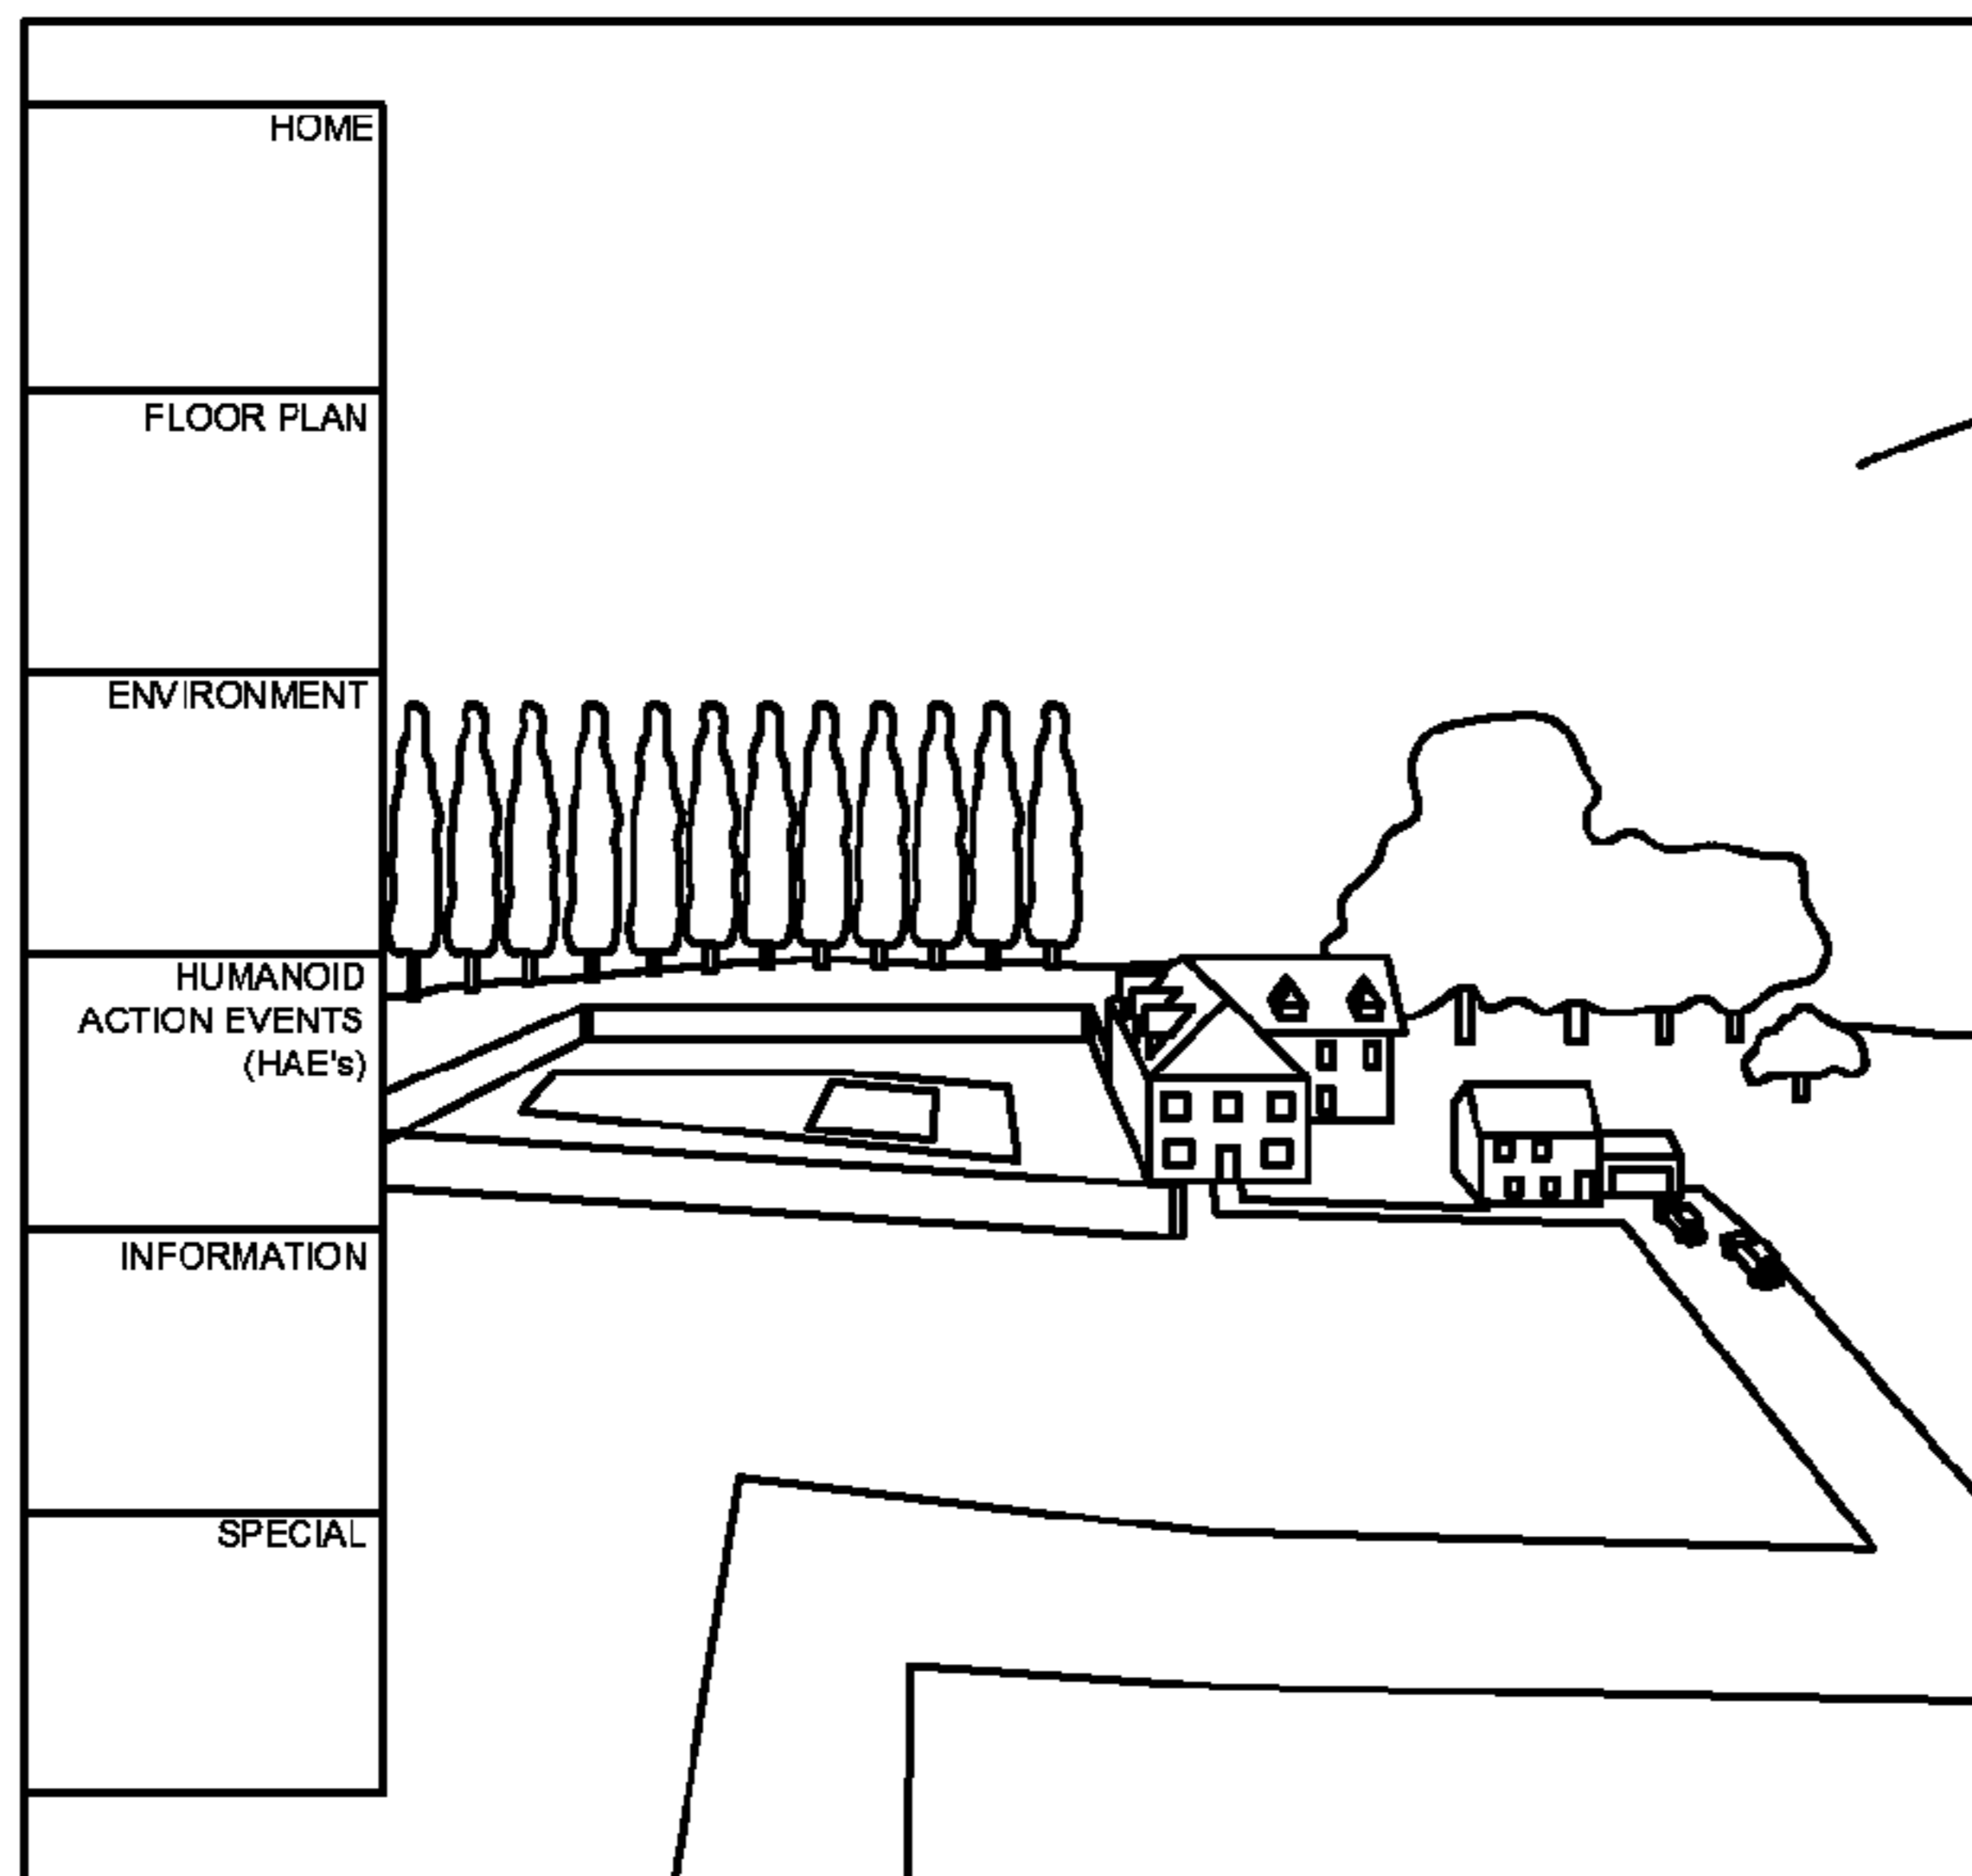 HOME
FLOOR PLAN
ENVIRONMENT
HUMANOID
ACTION EVENTS
(HAE's)
INFORMATION
SPECIAL